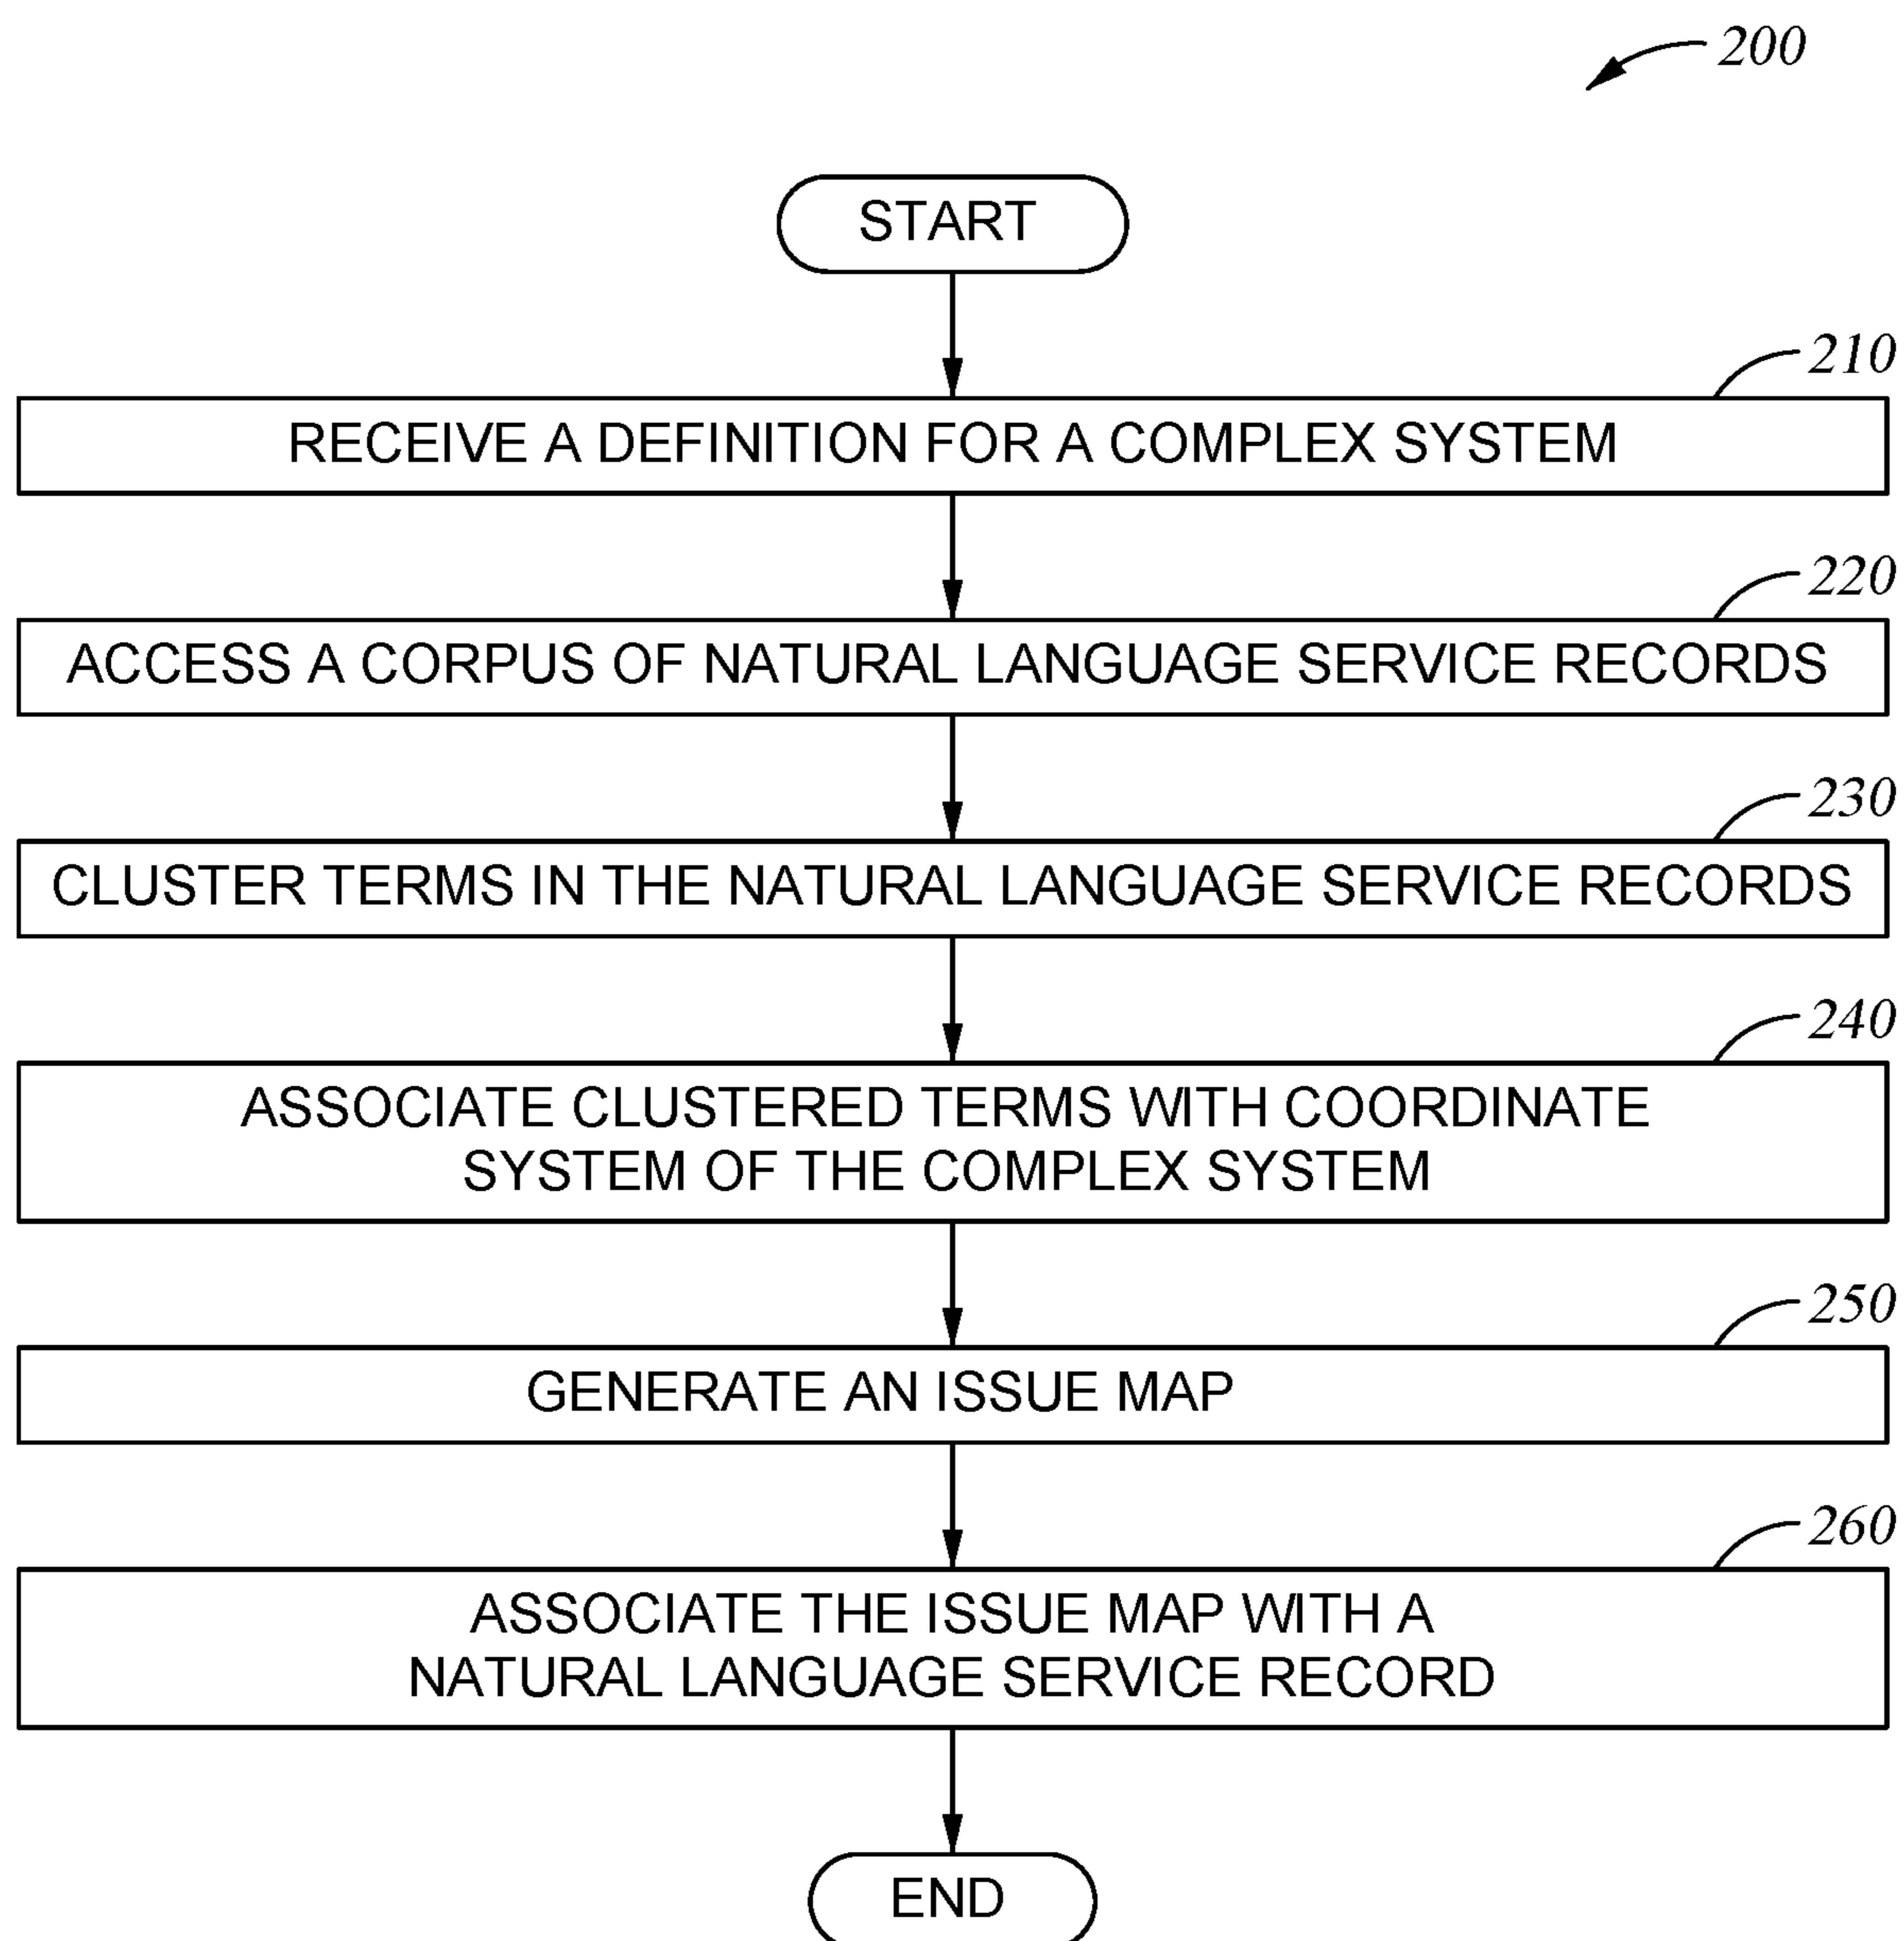 200
START
210
RECEIVE A DEFINITION FOR A COMPLEX SYSTEM
220
ACCESS A CORPUS OF NATURAL LANGUAGE SERVICE RECORDS
230
CLUSTER TERMS IN THE NATURAL LANGUAGE SERVICE RECORDS
240
ASSOCIATE CLUSTERED TERMS WITH COORDINATE
SYSTEM OF THE COMPLEX SYSTEM
250
GENERATE AN ISSUE MAP
260
ASSOCIATE THE ISSUE MAP WITH A
NATURAL LANGUAGE SERVICE RECORD
END